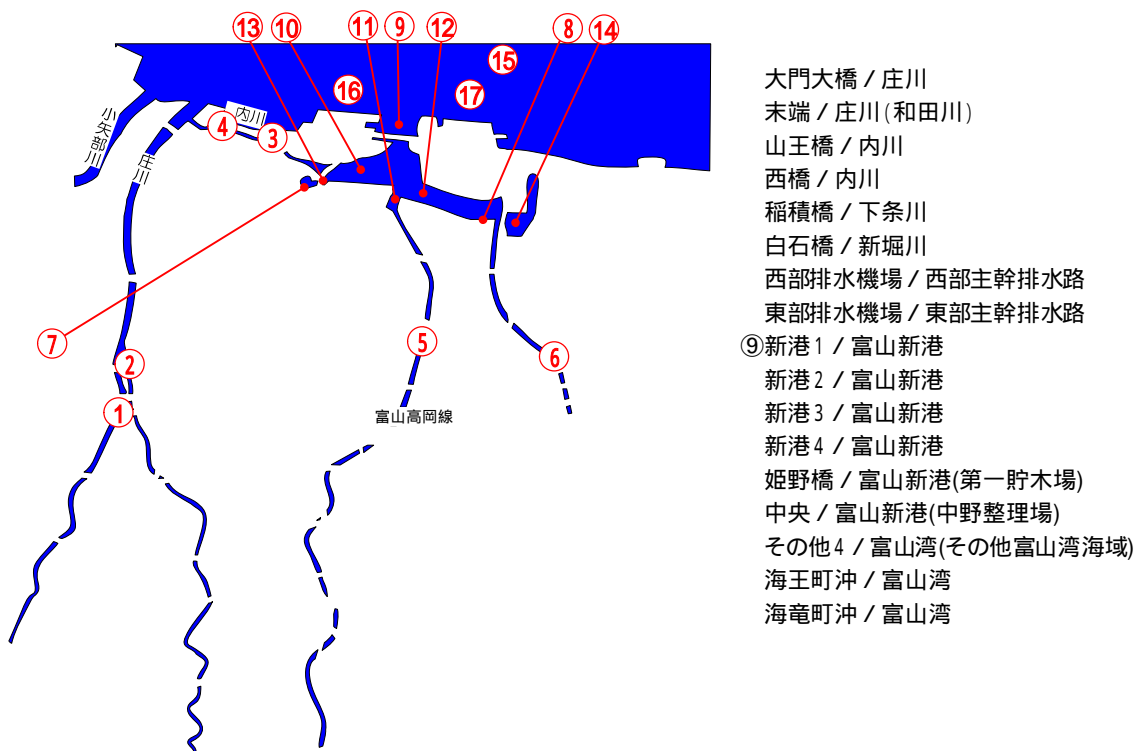 ⑬ ⑩ ⑪ ⑨ ⑫ ⑧ ⑭
⑮
⑯ ⑰
小矢部川
庄川
内川
④ ③
⑦
②
①
⑤
⑥
富山高岡線
大門大橋 / 庄川
末端 / 庄川(和田川)
山王橋 / 内川
西橋 / 内川
稲積橋 / 下条川
白石橋 / 新堀川
西部排水機場 / 西部主幹排水路
東部排水機場 / 東部主幹排水路
⑨新港1 / 富山新港
新港2 / 富山新港
新港3 / 富山新港
新港4 / 富山新港
姫野橋 / 富山新港(第一貯木場)
中央 / 富山新港(中野整理場)
その他4 / 富山湾(その他富山湾海域)
海王町沖 / 富山湾
海竜町沖 / 富山湾